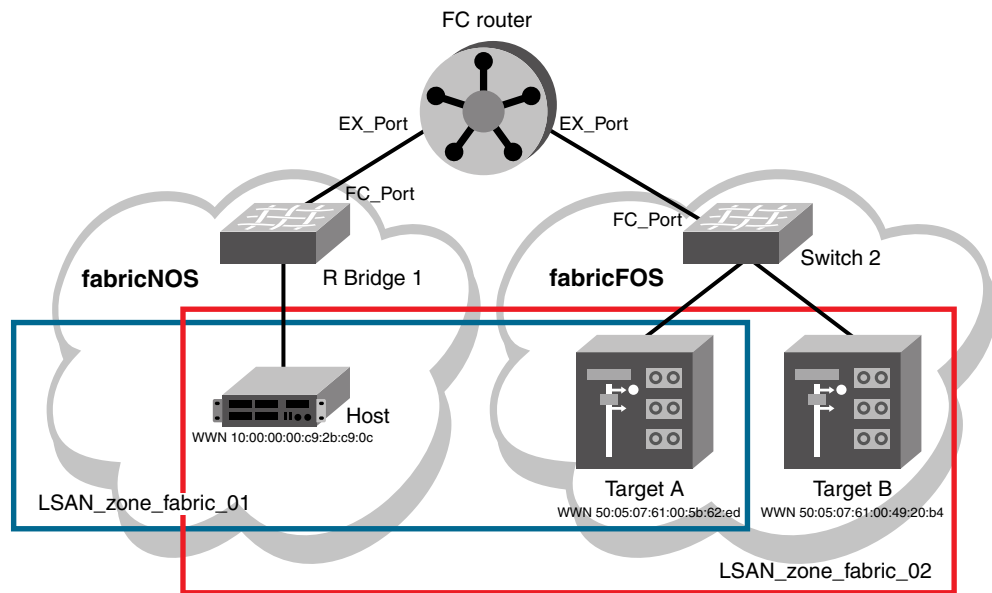 FC router
EX_Port
EX_Port
FC_Port
FC_Port
fabricNOS
R Bridge 1
fabricFOS
Switch 2
Host
WWN 10:00:00:00:c9:2b:c9:0c
LSAN_zone_fabric_01
Target A
WWN 50:05:07:61:00:5b:62:ed
Target B
WWN 50:05:07:61:00:49:20:b4
LSAN_zone_fabric_02